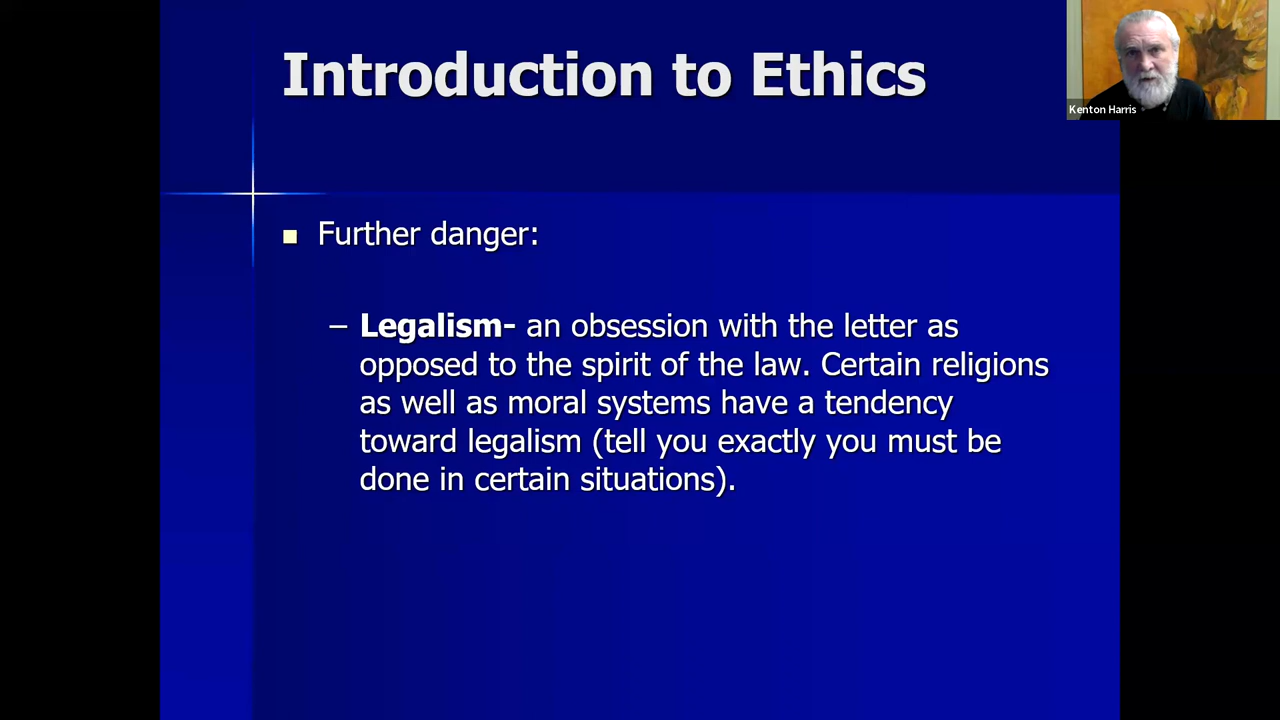 Introduction to Ethics
Kenton Harris
■ Further danger:
– Legalism- an obsession with the letter as
opposed to the spirit of the law. Certain religions
as well as moral systems have a tendency
toward legalism (tell you exactly you must be
done in certain situations).